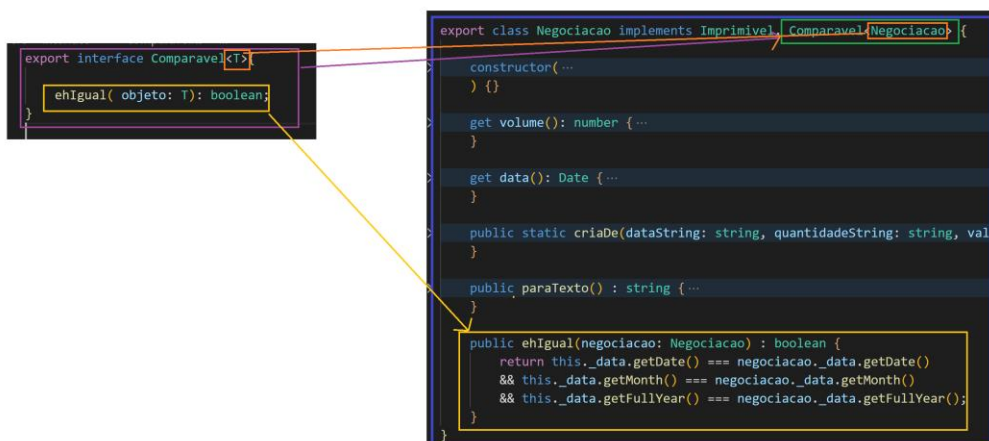 export interface Comparavel<T>{
ehIgual( objeto: T): boolean;
}
export class Negociacao implements Imprimivel, Comparavel<Negociacao> {
constructor( ...
) {}
get volume(): number { ...
}
get data(): Date { ...
}
public static criaDe(dataString: string, quantidadeString: string, val
}
public paraTexto() : string { ...
}
public ehIgual(negociacao: Negociacao) : boolean {
return this._data.getDate() === negociacao._data.getDate()
&& this._data.getMonth() === negociacao._data.getMonth()
&& this._data.getFullYear() === negociacao._data.getFullYear();
}
}